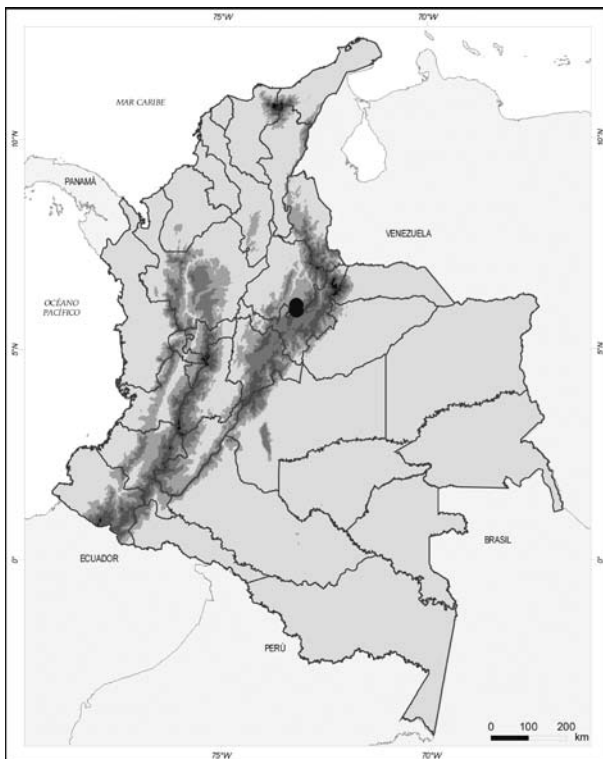 75°W 70°W
MAR CARIBE
10°N 10°N
PANAMÁ
VENEZUELA
OCÉANO
PACÍFICO
5°N 5°N
0° 0°
ECUADOR
BRASIL
PERÚ
0 100 200
km
75°W 70°W